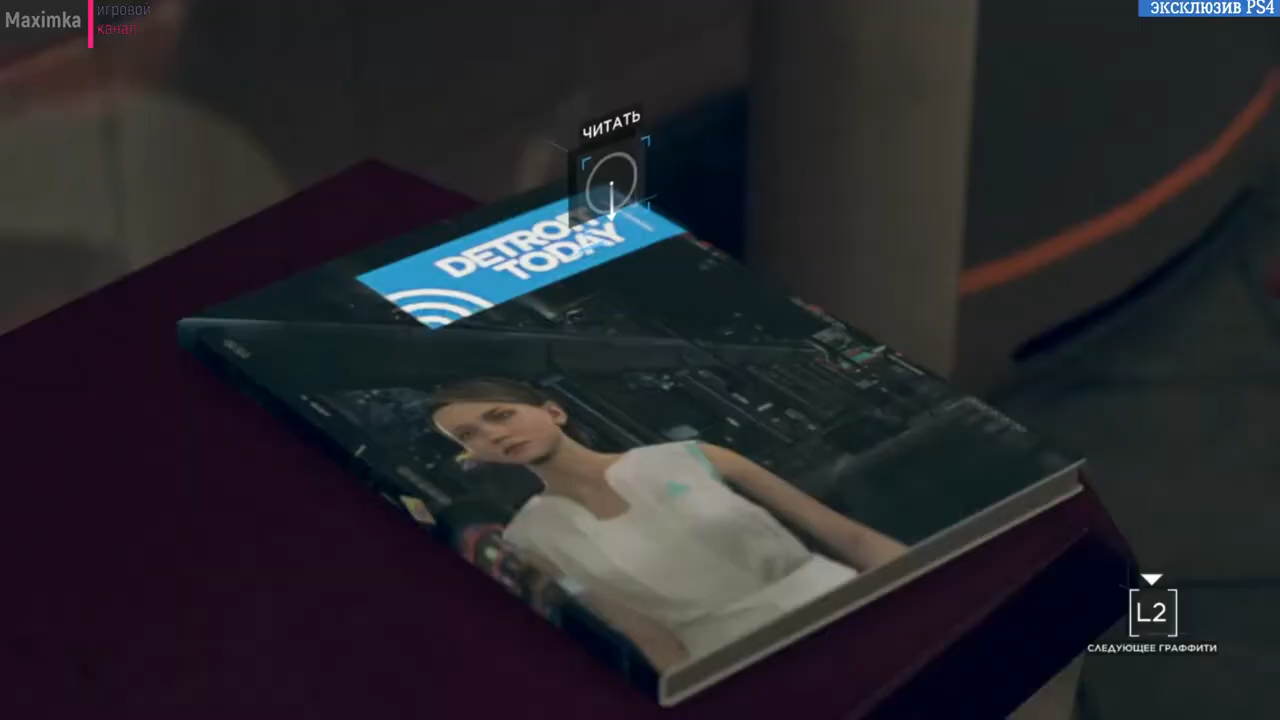 Maximka
игровой
канал
ЭКСКЛЮЗИВ PS4
ЧИТАТЬ
DETROIT
TODAY
L2
СЛЕДУЮЩЕЕ ГРАФФИТИ